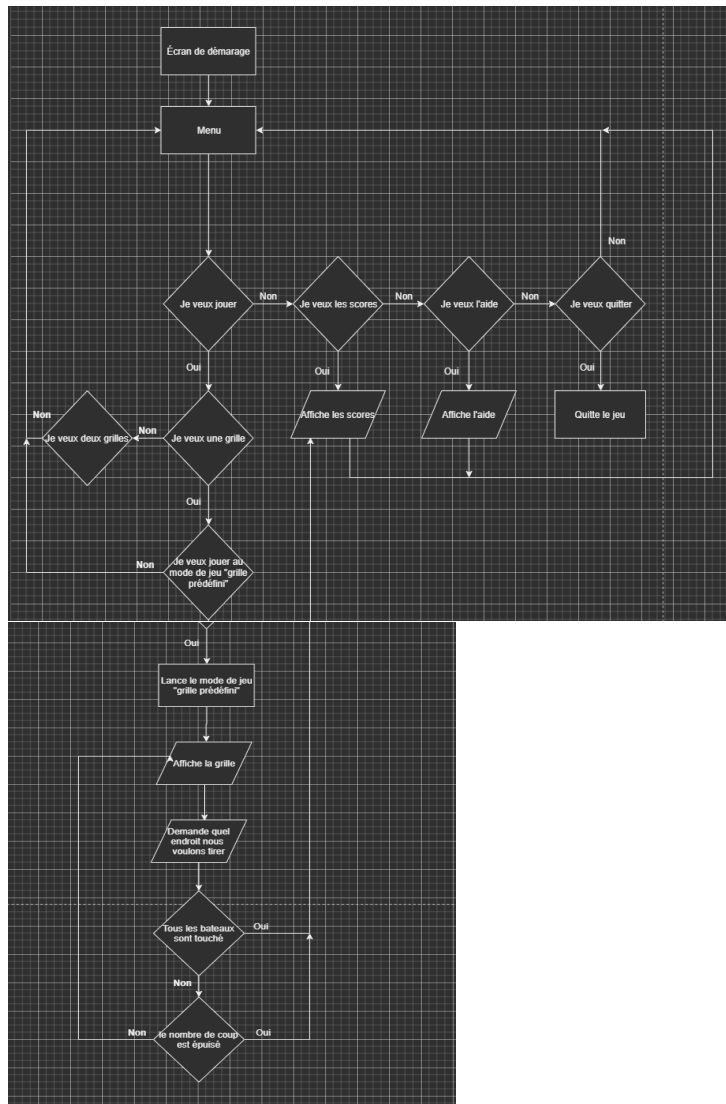 Écran de démarage
Menu
Non
Je veux jouer
Non
Je veux les scores
Non
Je veux l'aide
Non
Je veux quitter
Oui
Oui
Oui
Oui
Non
Je veux deux grilles
Non
Je veux une grille
Affiche les scores
Affiche l'aide
Quitte le jeu
Oui
Non
Je veux jouer au
mode de jeu "grille
prédéfini"
Oui
Lance le mode de jeu
"grille prédéfini"
Affiche la grille
Demande quel
endroit nous
voulons tirer
Tous les bateaux
sont touché
Oui
Non
Non
le nombre de coup
est épuisé
Oui